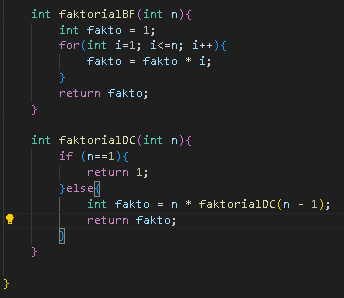 int faktorialBF(int n){
int fakto = 1;
for(int i=1; i<=n; i++){
fakto = fakto * i;
}
return fakto;
}
int faktorialDC(int n){
if (n==1){
return 1;
}else{
int fakto = n * faktorialDC(n - 1);
return fakto;
}
}
}